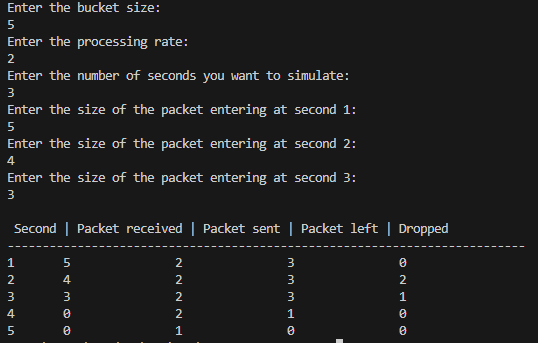 Enter the bucket size:
5
Enter the processing rate:
2
Enter the number of seconds you want to simulate:
3
Enter the size of the packet entering at second 1:
5
Enter the size of the packet entering at second 2:
4
Enter the size of the packet entering at second 3:
3
Second | Packet received | Packet sent | Packet left | Dropped
--------------------------------------------------------------------------
1 5 2 3 0
2 4 2 3 2
3 3 2 3 1
4 0 2 1 0
5 0 1 0 0